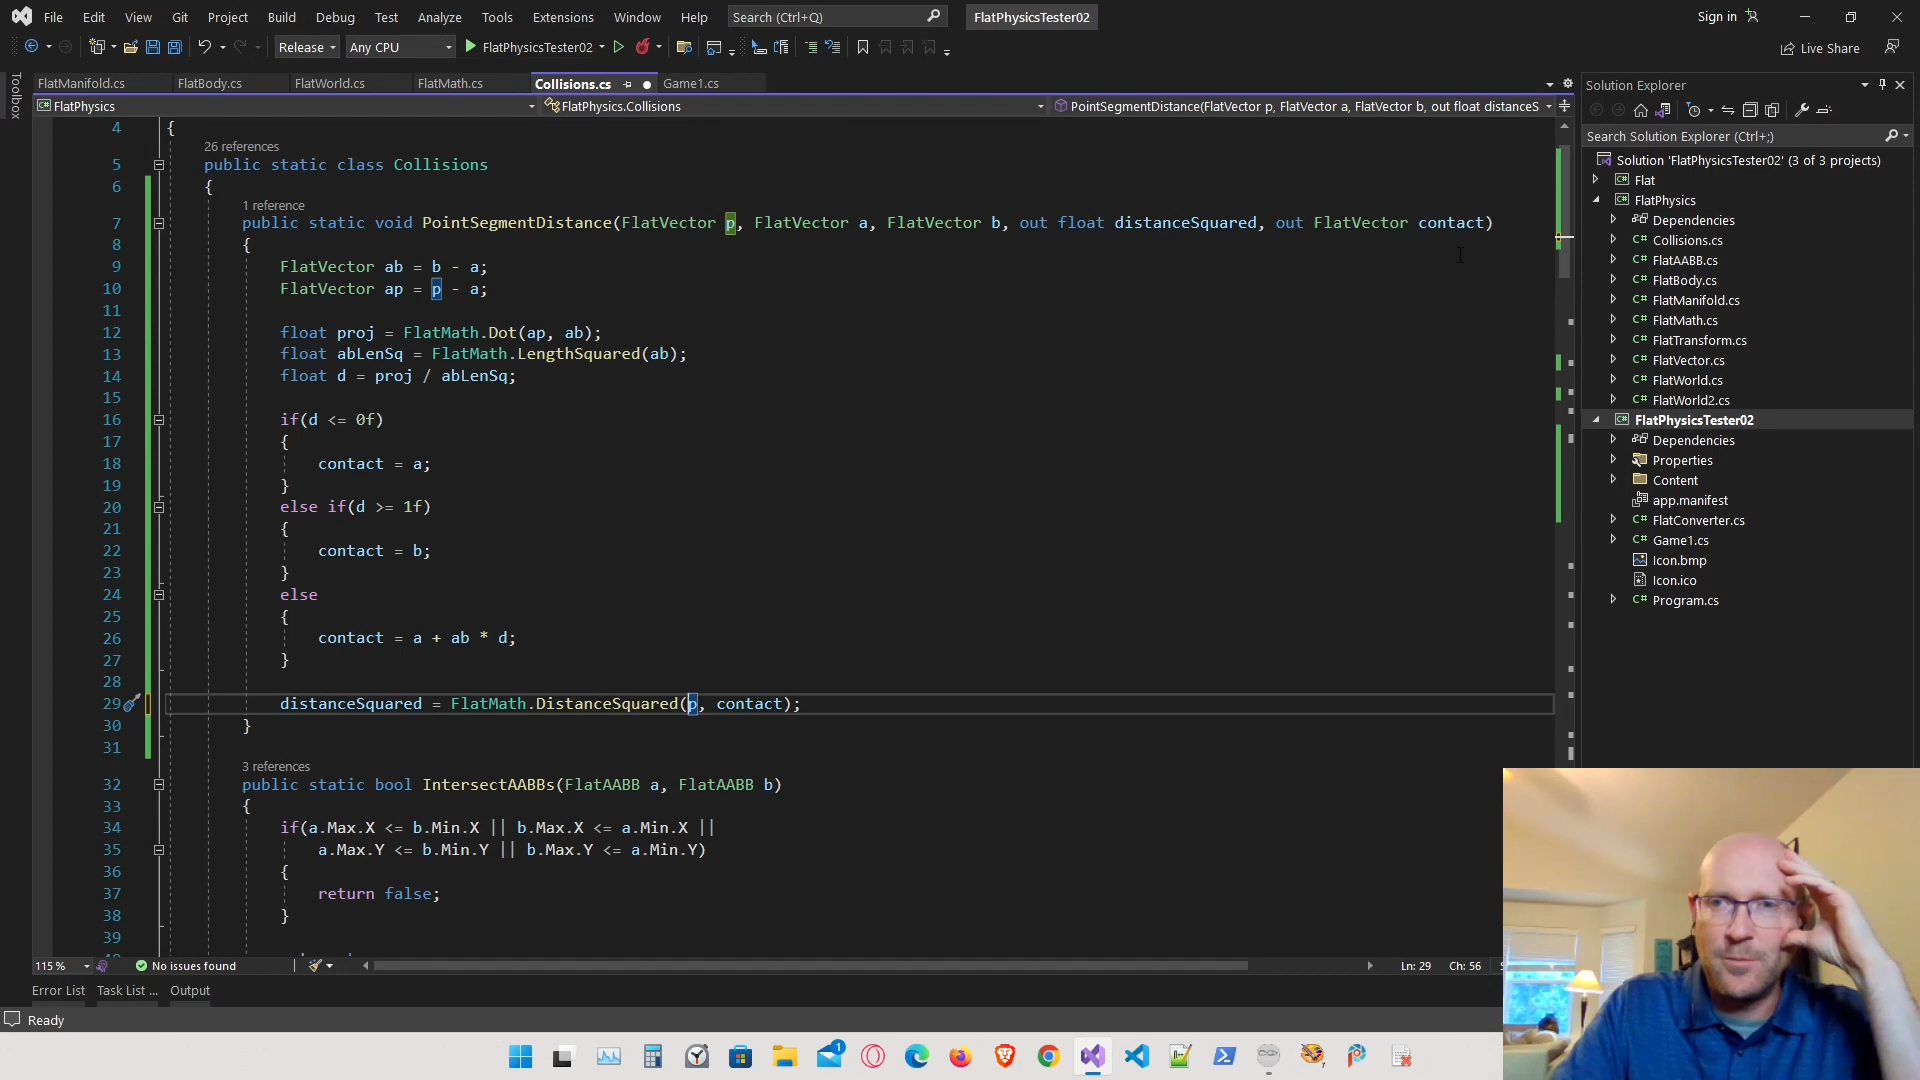 File Edit View Git Project Build Debug Test Analyze Tools Extensions Window Help Search (Ctrl+Q) FlatPhysicsTester02 Sign in
Release Any CPU FlatPhysicsTester02 Live Share
Toolbox
FlatManifold.cs FlatBody.cs FlatWorld.cs FlatMath.cs Collisions.cs Game1.cs
FlatPhysics FlatPhysics.Collisions PointSegmentDistance(FlatVector p, FlatVector a, FlatVector b, out float distanceS
4 {
26 references
5 public static class Collisions
6 {
1 reference
7 public static void PointSegmentDistance(FlatVector p, FlatVector a, FlatVector b, out float distanceSquared, out FlatVector contact)
8 {
9 FlatVector ab = b - a;
10 FlatVector ap = p - a;
11
12 float proj = FlatMath.Dot(ap, ab);
13 float abLenSq = FlatMath.LengthSquared(ab);
14 float d = proj / abLenSq;
15
16 if(d <= 0f)
17 {
18 contact = a;
19 }
20 else if(d >= 1f)
21 {
22 contact = b;
23 }
24 else
25 {
26 contact = a + ab * d;
27 }
28
29 distanceSquared = FlatMath.DistanceSquared(p, contact);
30 }
31
3 references
32 public static bool IntersectAABBs(FlatAABB a, FlatAABB b)
33 {
34 if(a.Max.X <= b.Min.X || b.Max.X <= a.Min.X ||
35 a.Max.Y <= b.Min.Y || b.Max.Y <= a.Min.Y)
36 {
37 return false;
38 }
39
115 % No issues found Ln: 29 Ch: 56
Error List Task List ... Output
Ready
Solution Explorer
Search Solution Explorer (Ctrl+;)
Solution 'FlatPhysicsTester02' (3 of 3 projects)
C# Flat
C# FlatPhysics
Dependencies
C# Collisions.cs
C# FlatAABB.cs
C# FlatBody.cs
C# FlatManifold.cs
C# FlatMath.cs
C# FlatTransform.cs
C# FlatVector.cs
C# FlatWorld.cs
C# FlatWorld2.cs
C# FlatPhysicsTester02
Dependencies
Properties
Content
app.manifest
C# FlatConverter.cs
C# Game1.cs
Icon.bmp
Icon.ico
C# Program.cs
1